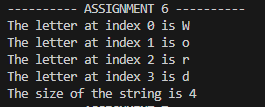 ---------- ASSIGNMENT 6 ----------
The letter at index 0 is W
The letter at index 1 is o
The letter at index 2 is r
The letter at index 3 is d
The size of the string is 4